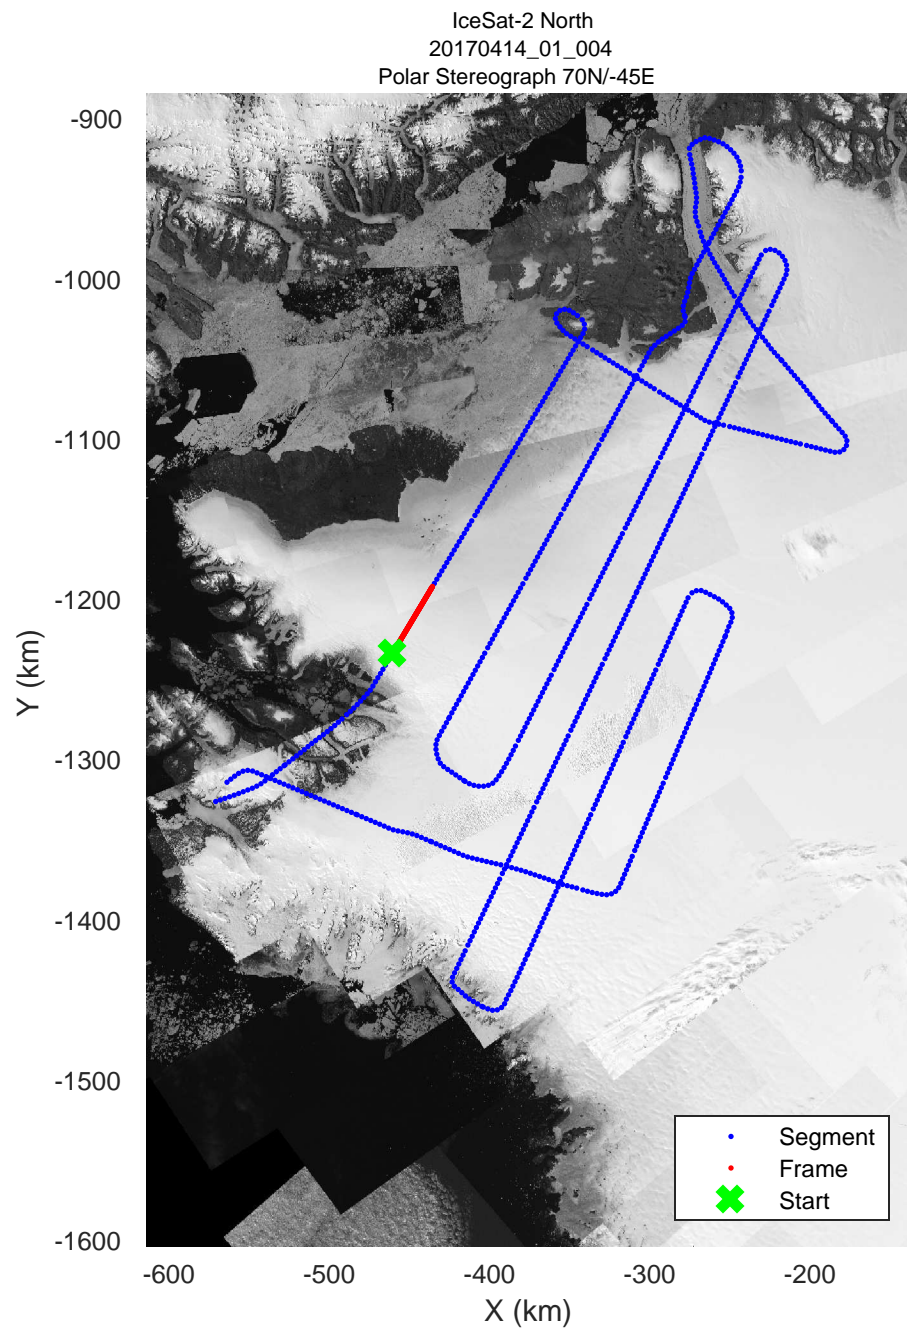 IceSat-2 North
20170414_01_004
Polar Stereograph 70N/-45E
-900
-1000
-1100
-1200
-1300
-1400
-1500
-1600
Y (km)
-600 -500 -400 -300 -200
X (km)
Segment
Frame
Start